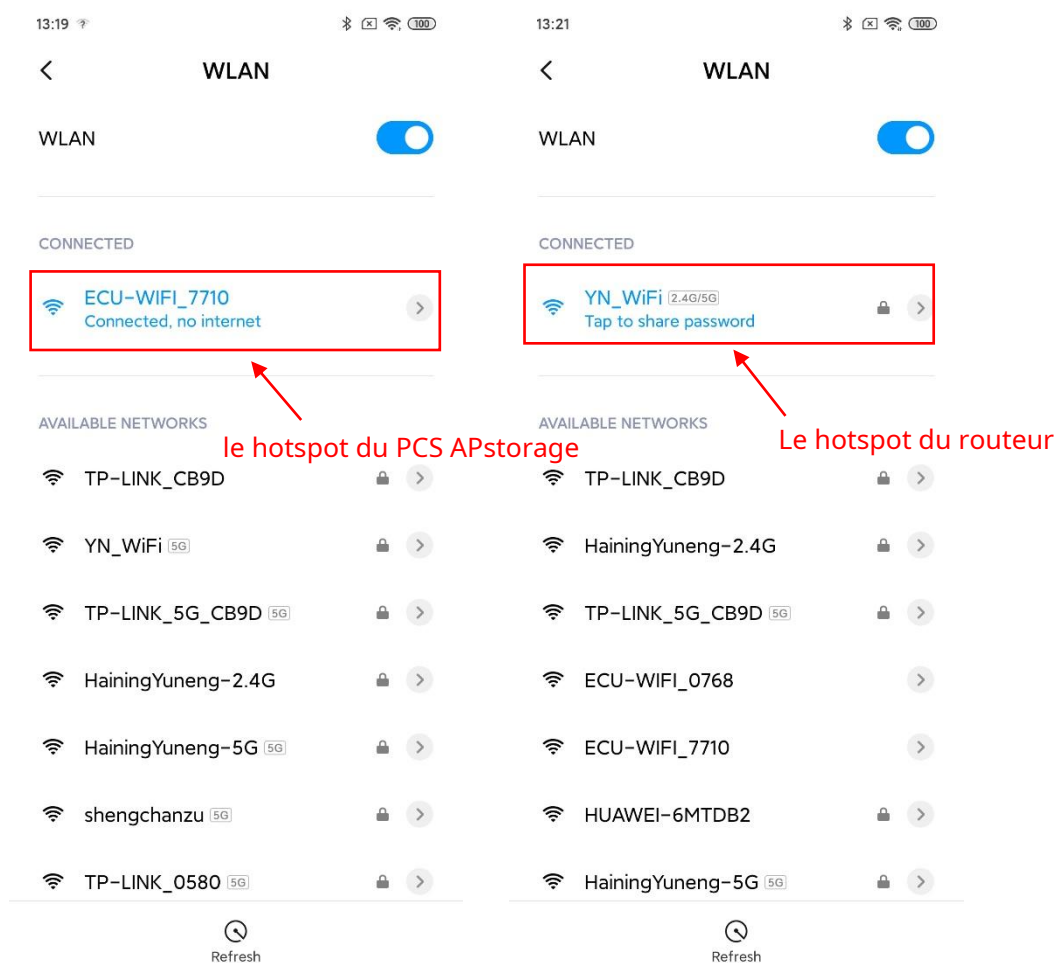 13:19
100
WLAN
WLAN
CONNECTED
ECU-WIFI_7710
Connected, no internet
le hotspot du PCS APstorage
AVAILABLE NETWORKS
TP-LINK_CB9D
YN_WiFi 5G
TP-LINK_5G_CB9D 5G
HainingYuneng-2.4G
HainingYuneng-5G 5G
shengchanzu 5G
TP-LINK_0580 5G
Refresh
13:21
100
WLAN
WLAN
CONNECTED
YN_WiFi 2.4G/5G
Tap to share password
Le hotspot du routeur
AVAILABLE NETWORKS
TP-LINK_CB9D
HainingYuneng-2.4G
TP-LINK_5G_CB9D 5G
ECU-WIFI_0768
ECU-WIFI_7710
HUAWEI-6MTDB2
HainingYuneng-5G 5G
Refresh